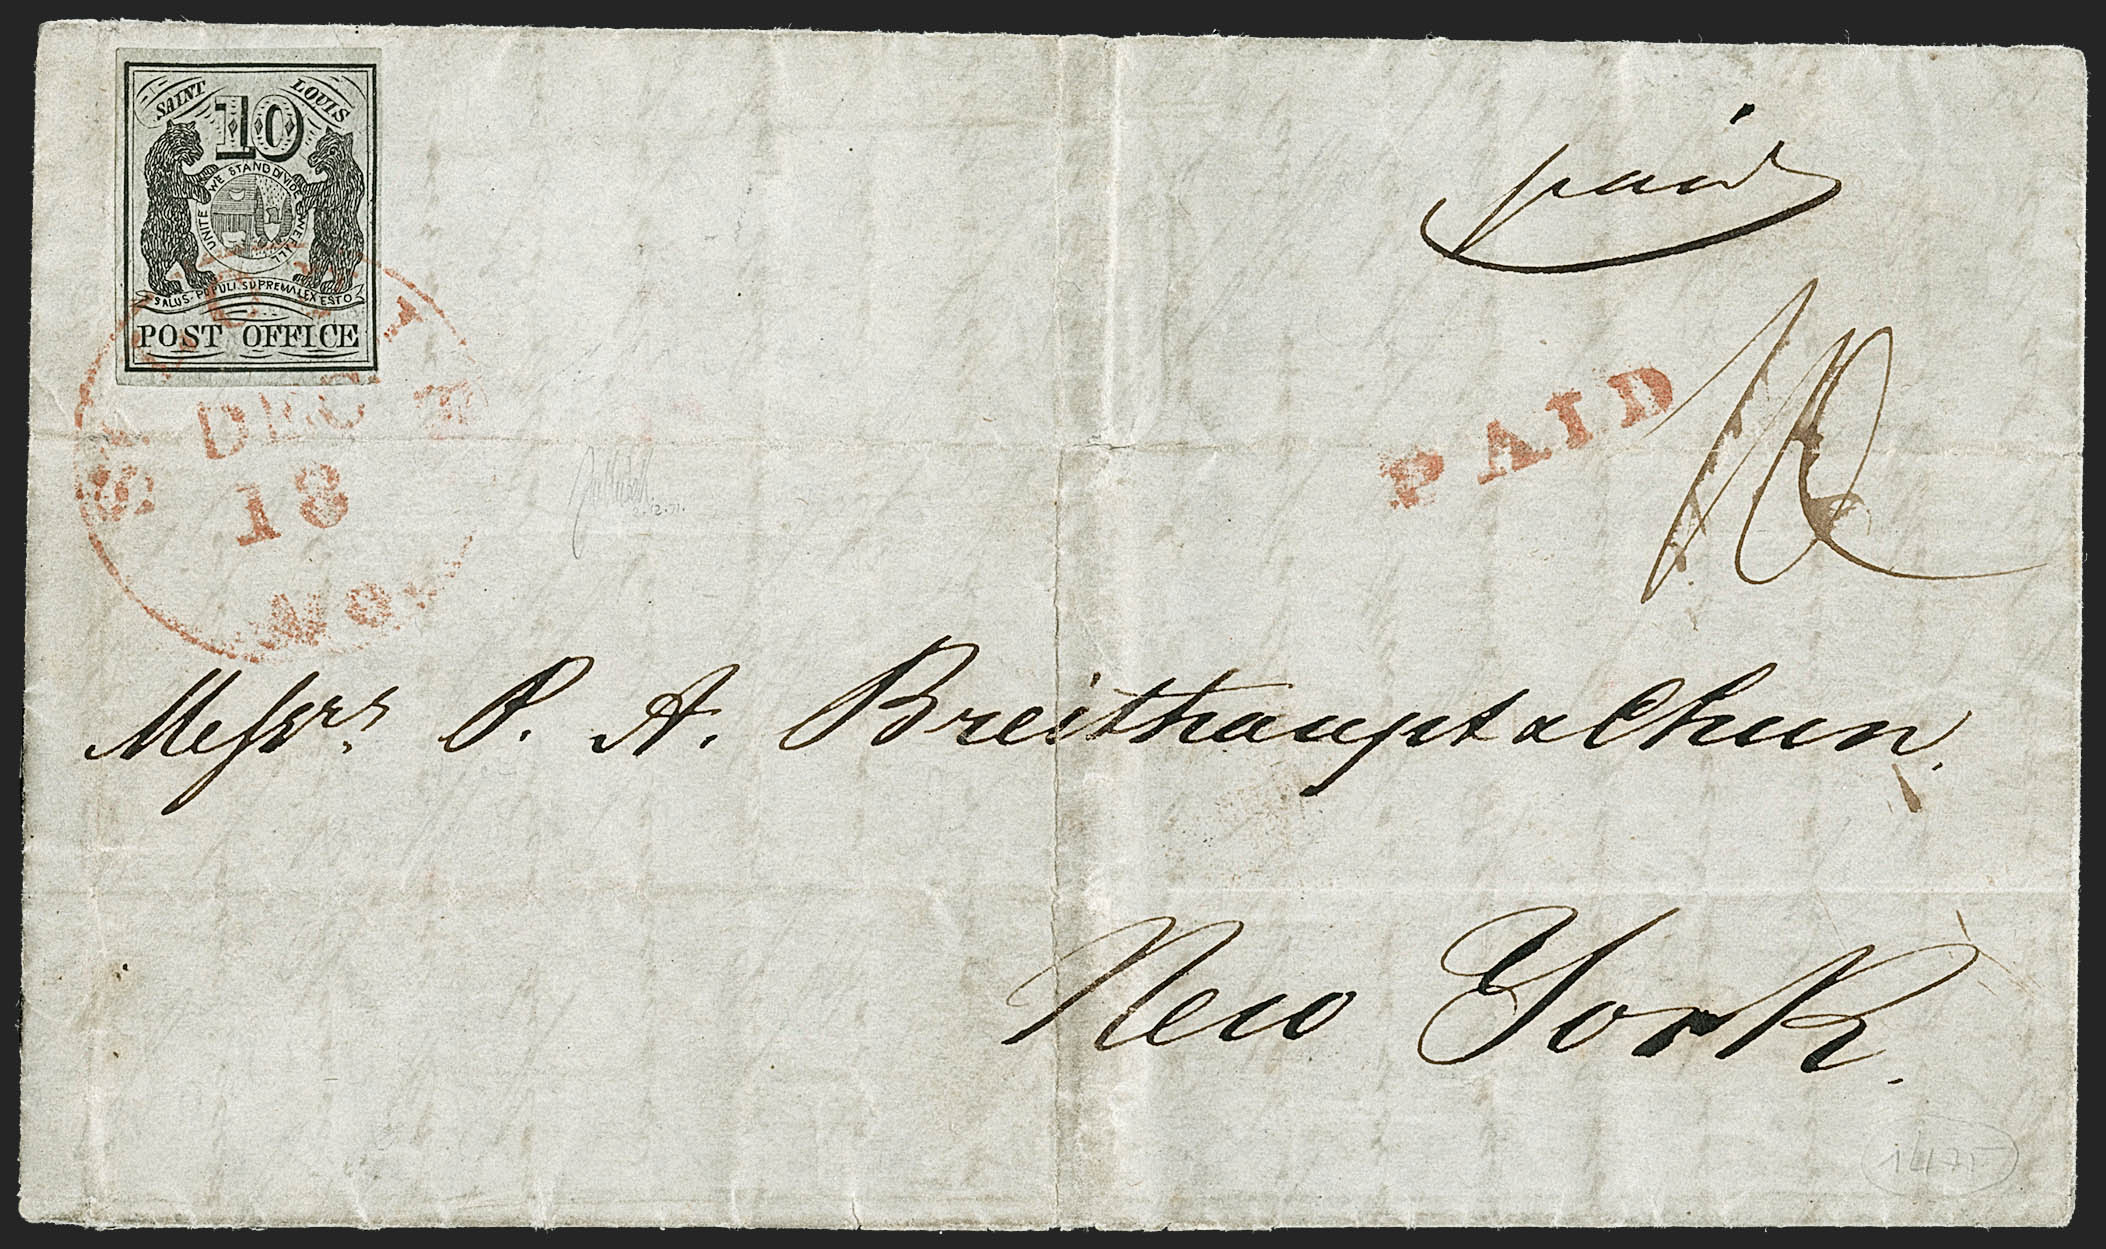 SAINT LOUIS
10
UNITED WE STAND DIVIDED WE FALL
SALUS POPULI SUPREMA LEX ESTO
POST OFFICE
paid
PAID
10
DEC
18
Mo.
Messrs. P. A. Breithaupt &
New York.
1475